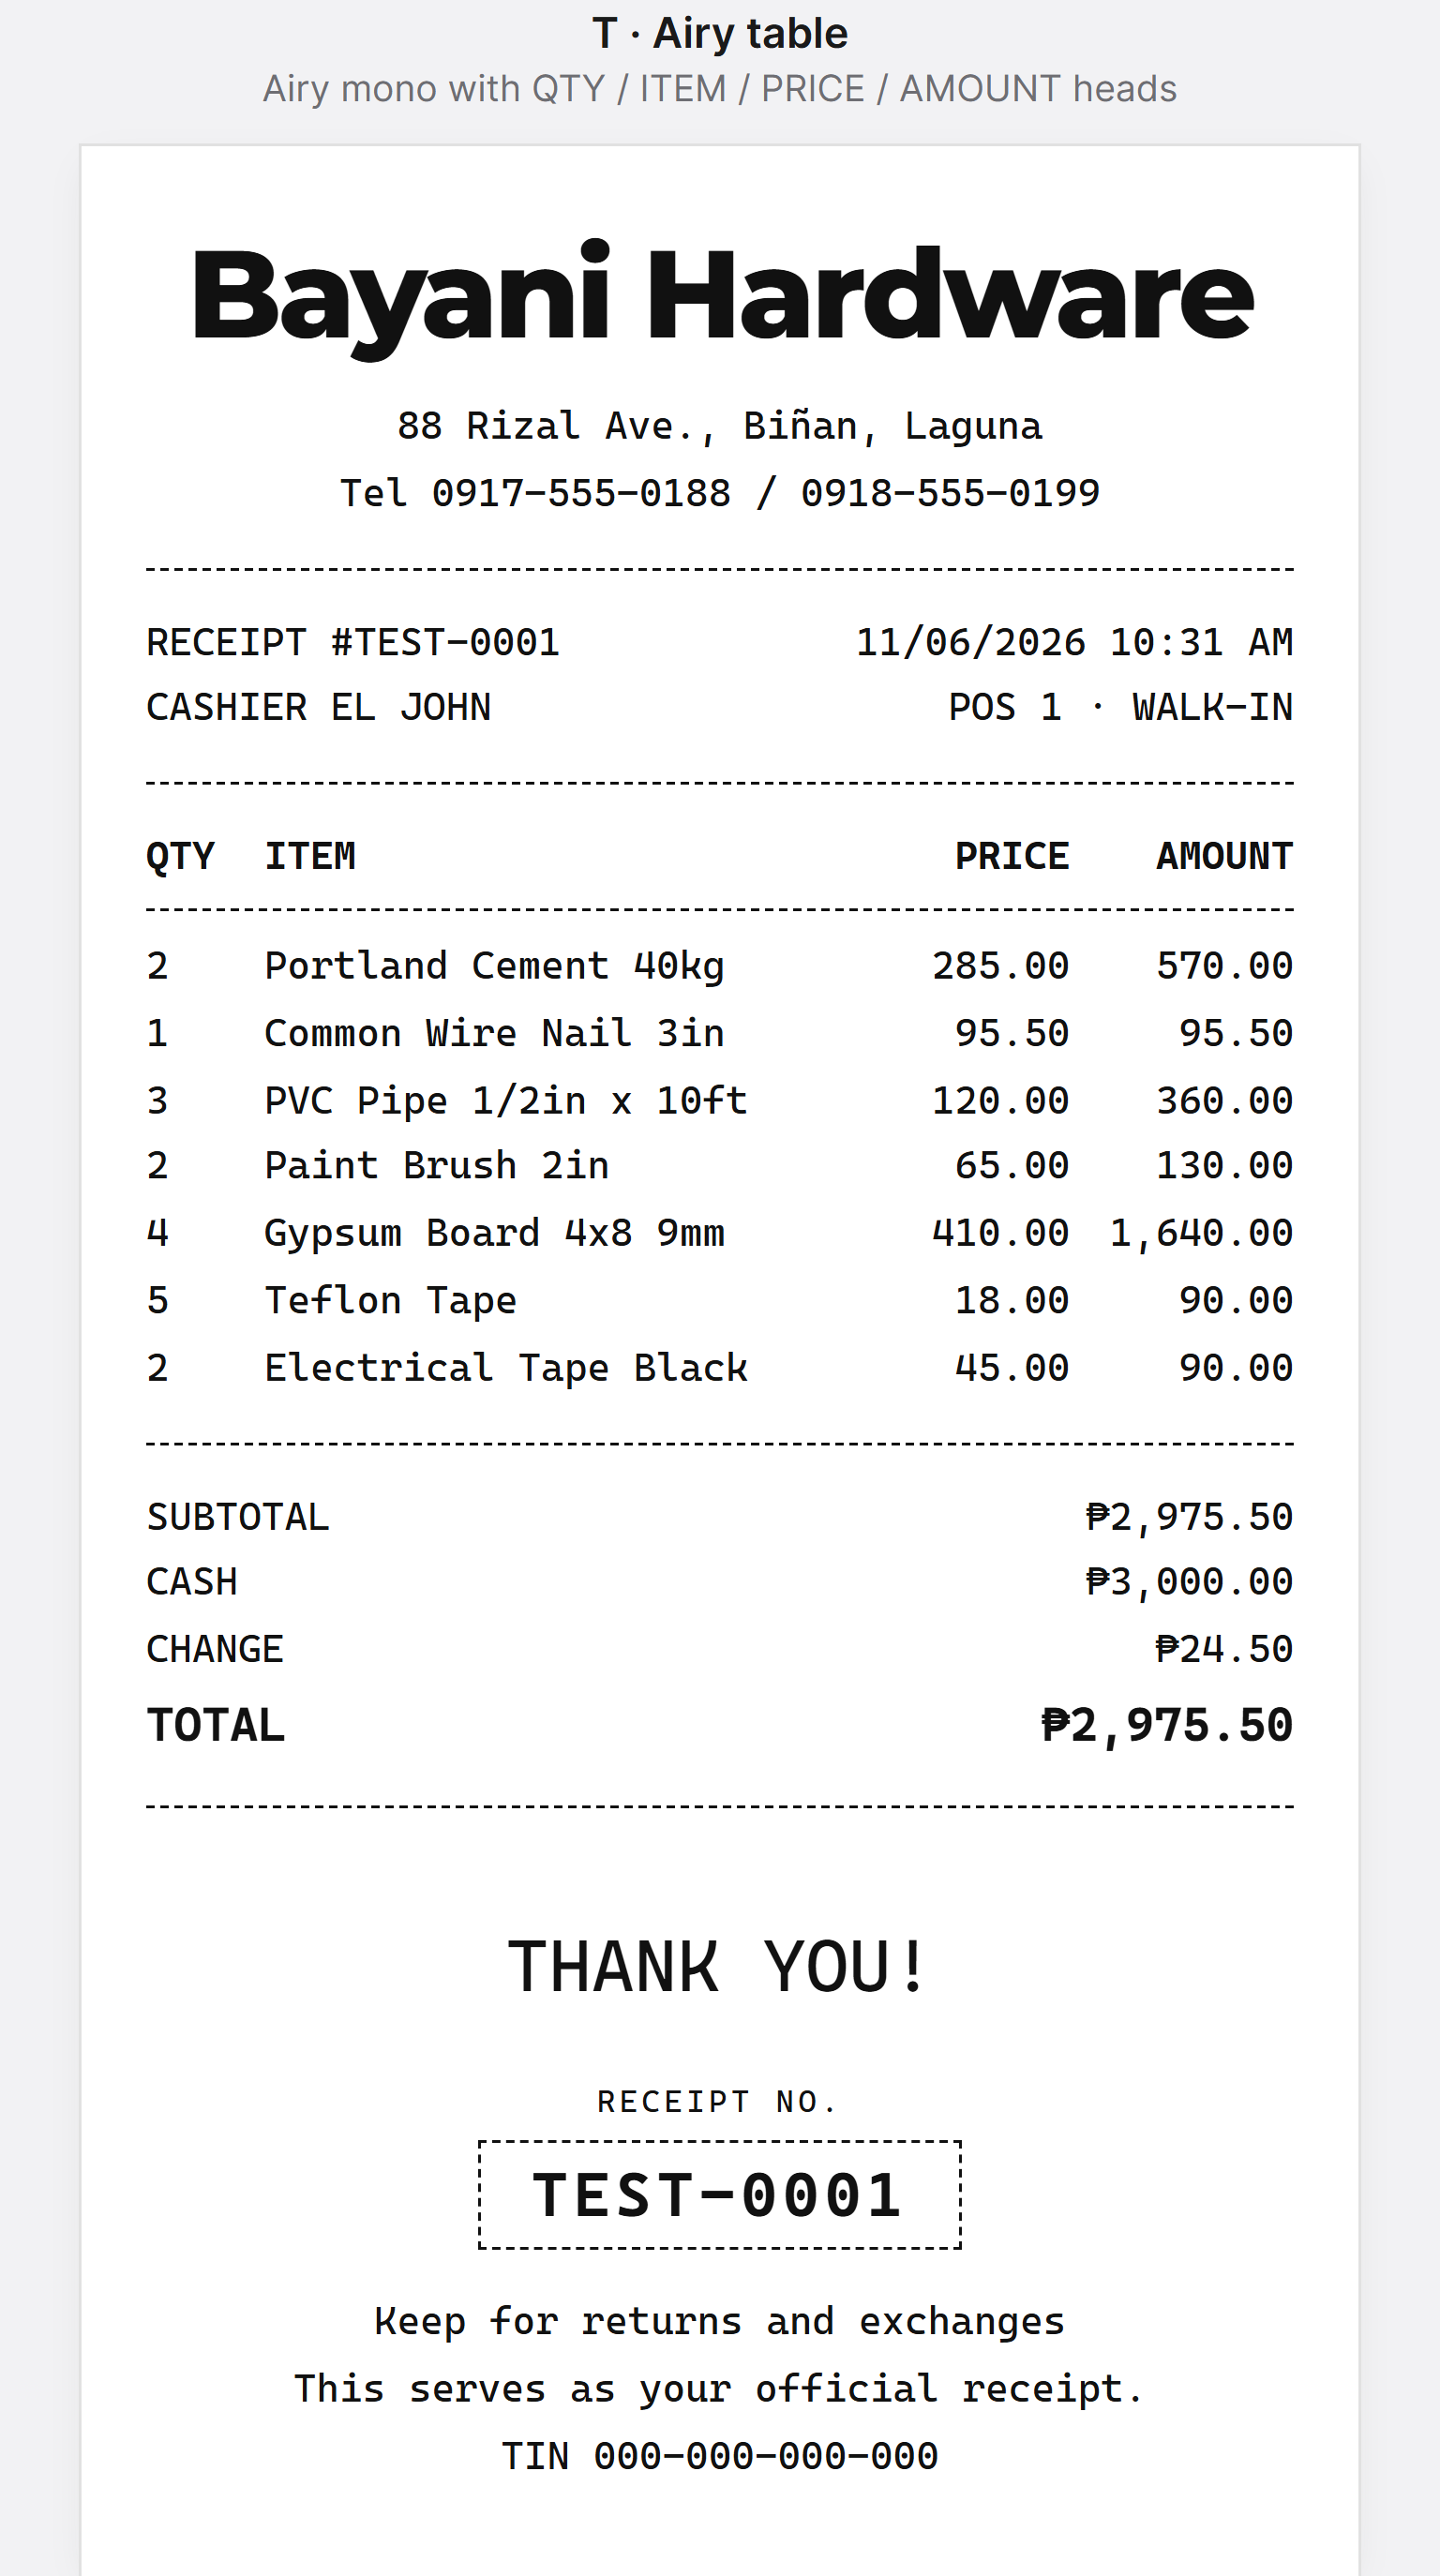 T · Airy table
Airy mono with QTY / ITEM / PRICE / AMOUNT heads
Bayani Hardware
88 Rizal Ave., Biñan, Laguna
Tel 0917-555-0188 / 0918-555-0199
RECEIPT #TEST-0001 11/06/2026 10:31 AM
CASHIER EL JOHN POS 1 · WALK-IN
QTY ITEM PRICE AMOUNT
2 Portland Cement 40kg 285.00 570.00
1 Common Wire Nail 3in 95.50 95.50
3 PVC Pipe 1/2in x 10ft 120.00 360.00
2 Paint Brush 2in 65.00 130.00
4 Gypsum Board 4x8 9mm 410.00 1,640.00
5 Teflon Tape 18.00 90.00
2 Electrical Tape Black 45.00 90.00
SUBTOTAL ₱2,975.50
CASH ₱3,000.00
CHANGE ₱24.50
TOTAL ₱2,975.50
THANK YOU!
RECEIPT NO.
TEST-0001
Keep for returns and exchanges
This serves as your official receipt.
TIN 000-000-000-000